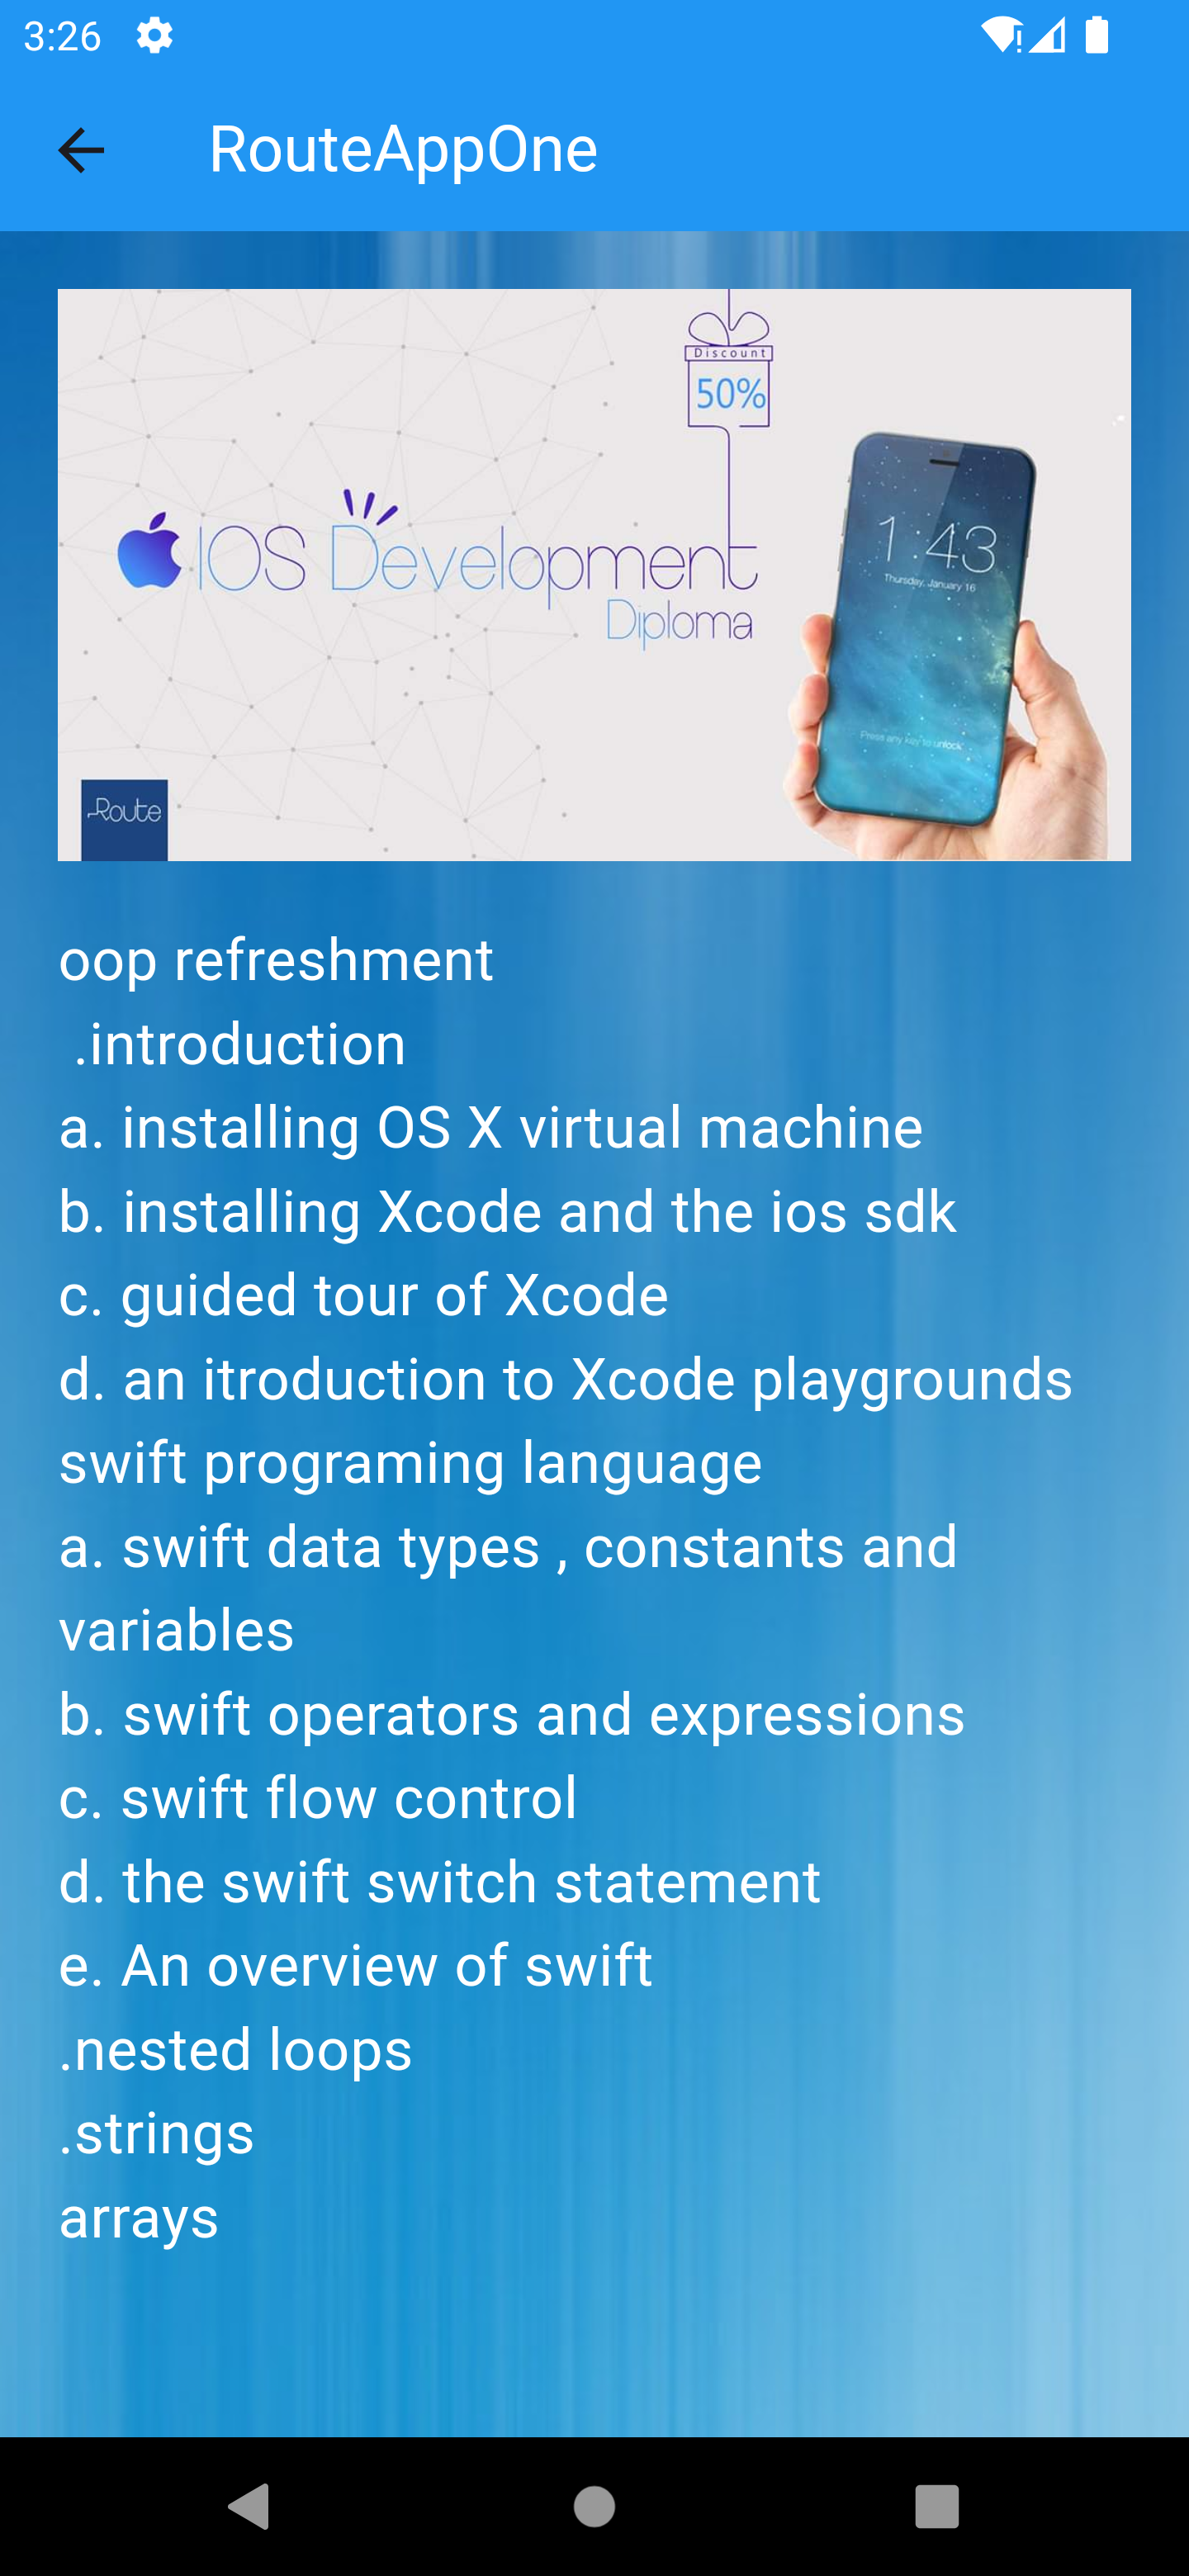 3:26
RouteAppOne
Discount
50%
IOS Development
Diploma
1:43
Thursday, January 16
Press any key to unlock
Route
oop refreshment
.introduction
a. installing OS X virtual machine
b. installing Xcode and the ios sdk
c. guided tour of Xcode
d. an itroduction to Xcode playgrounds
swift programing language
a. swift data types , constants and
variables
b. swift operators and expressions
c. swift flow control
d. the swift switch statement
e. An overview of swift
.nested loops
.strings
arrays